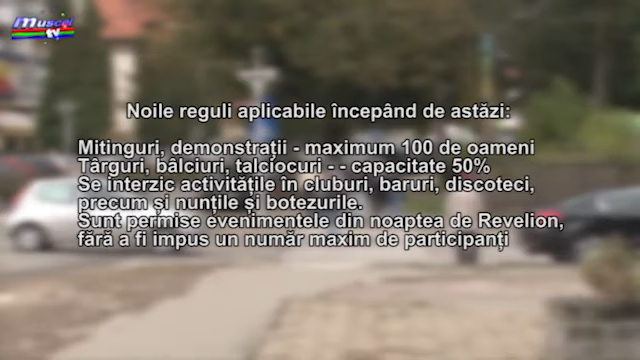 Muscel
tv
Noile reguli aplicabile începând de astăzi:
Mitinguri, demonstrații - maximum 100 de oameni
Târguri, bâlciuri, talciocuri - - capacitate 50%
Se interzic activitățile în cluburi, baruri, discoteci,
precum și nunțile și botezurile.
Sunt permise evenimentele din noaptea de Revelion,
fără a fi impus un număr maxim de participanți